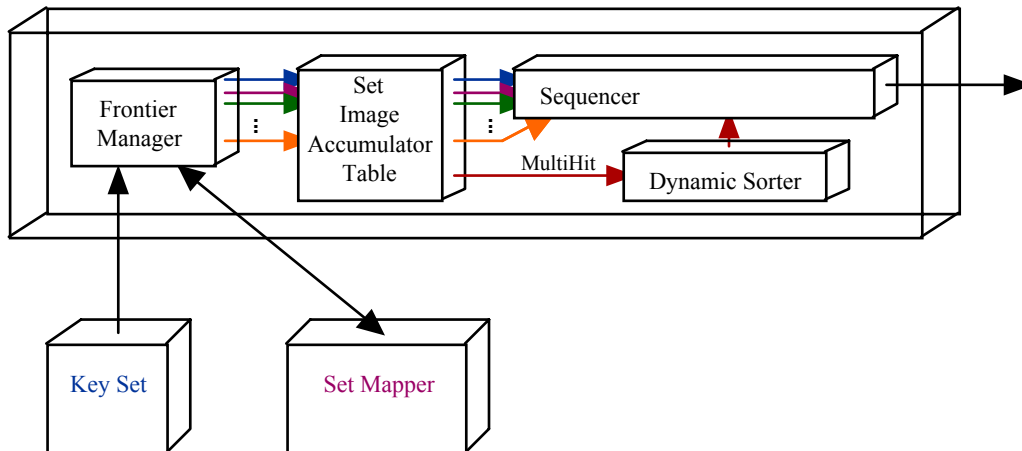 Frontier
Manager
Set
Image
Accumulator
Table
Sequencer
MultiHit
Dynamic Sorter
Key Set
Set Mapper